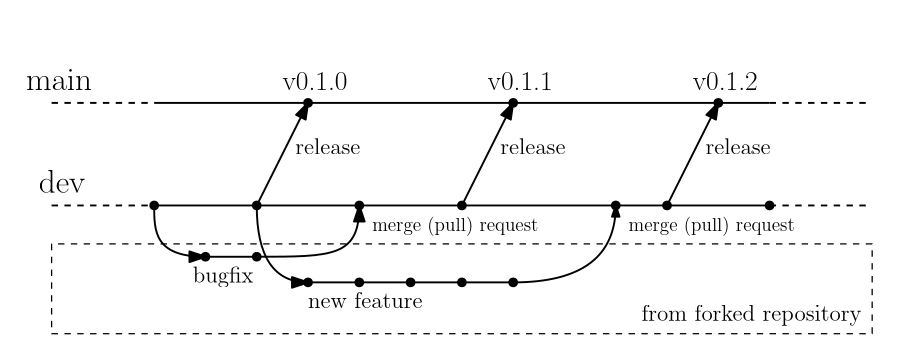 main
v0.1.0
v0.1.1
v0.1.2
release
release
release
dev
merge (pull) request
merge (pull) request
bugfix
new feature
from forked repository